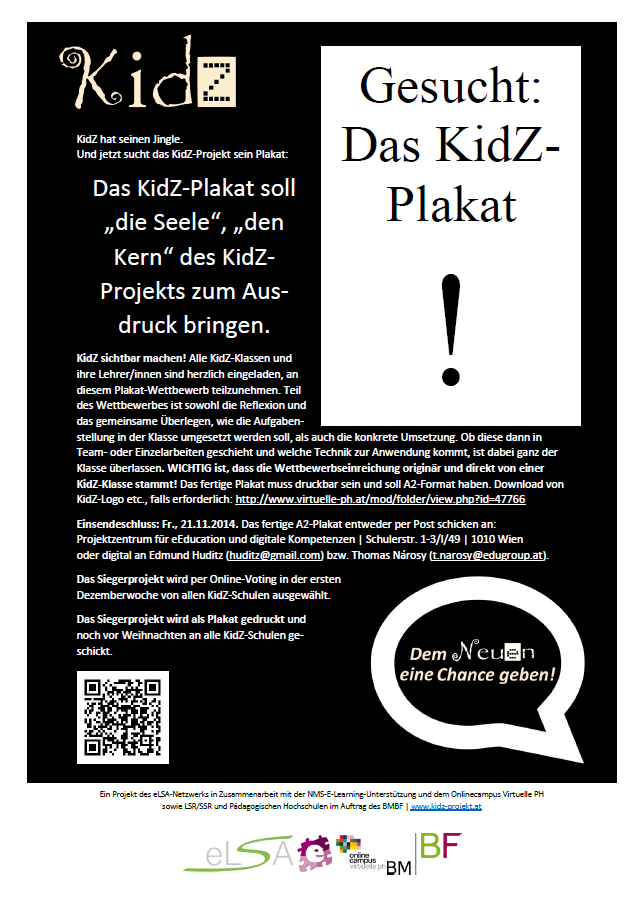 KidZ
Gesucht:
Das KidZ-
Plakat
!
KidZ hat seinen Jingle.
Und jetzt sucht das KidZ-Projekt sein Plakat:
Das KidZ-Plakat soll
„die Seele“, „den
Kern“ des KidZ-
Projekts zum Aus-
druck bringen.
KidZ sichtbar machen! Alle KidZ-Klassen und
ihre Lehrer/innen sind herzlich eingeladen, an
diesem Plakat-Wettbewerb teilzunehmen. Teil
des Wettbewerbes ist sowohl die Reflexion und
das gemeinsame Überlegen, wie die Aufgaben-
stellung in der Klasse umgesetzt werden soll, als auch die konkrete Umsetzung. Ob diese dann in
Team- oder Einzelarbeiten geschieht und welche Technik zur Anwendung kommt, ist dabei ganz der
Klasse überlassen. WICHTIG ist, dass die Wettbewerbseinreichung originär und direkt von einer
KidZ-Klasse stammt! Das fertige Plakat muss druckbar sein und soll A2-Format haben. Download von
KidZ-Logo etc., falls erforderlich: http://www.virtuelle-ph.at/mod/folder/view.php?id=47766
Einsendeschluss: Fr., 21.11.2014. Das fertige A2-Plakat entweder per Post schicken an:
Projektzentrum für eEducation und digitale Kompetenzen | Schulerstr. 1-3/I/49 | 1010 Wien
oder digital an Edmund Huditz (huditz@gmail.com) bzw. Thomas Nárosy (t.narosy@edugroup.at).
Das Siegerprojekt wird per Online-Voting in der ersten
Dezemberwoche von allen KidZ-Schulen ausgewählt.
Das Siegerprojekt wird als Plakat gedruckt und
noch vor Weihnachten an alle KidZ-Schulen ge-
schickt.
Dem Neuen
eine Chance geben!
Ein Projekt des eLSA-Netzwerks in Zusammenarbeit mit der NMS-E-Learning-Unterstützung und dem Onlinecampus Virtuelle PH
sowie LSR/SSR und Pädagogischen Hochschulen im Auftrag des BMBF | www.kidz-projekt.at
eLSA
e
online
campus
virtuelle ph
BM
BF